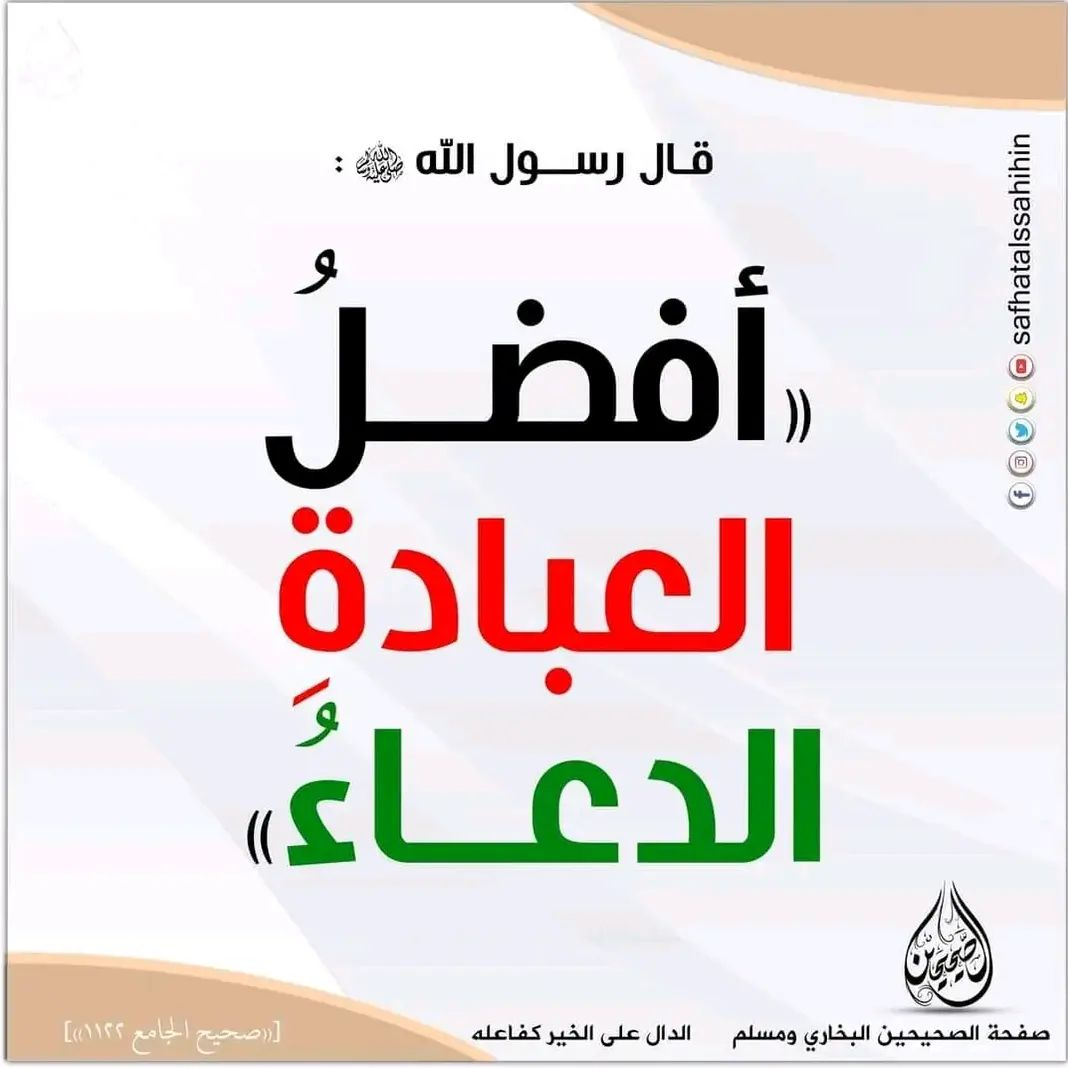 قال رسول الله ﷺ :
((أفضلُ
العبادةِ
الدعاءُ))
safhatalssahihin
الصحيحين
صفحة الصحيحين البخاري ومسلم
الدال على الخير كفاعله
[((صحيح الجامع ١١٢٢))]